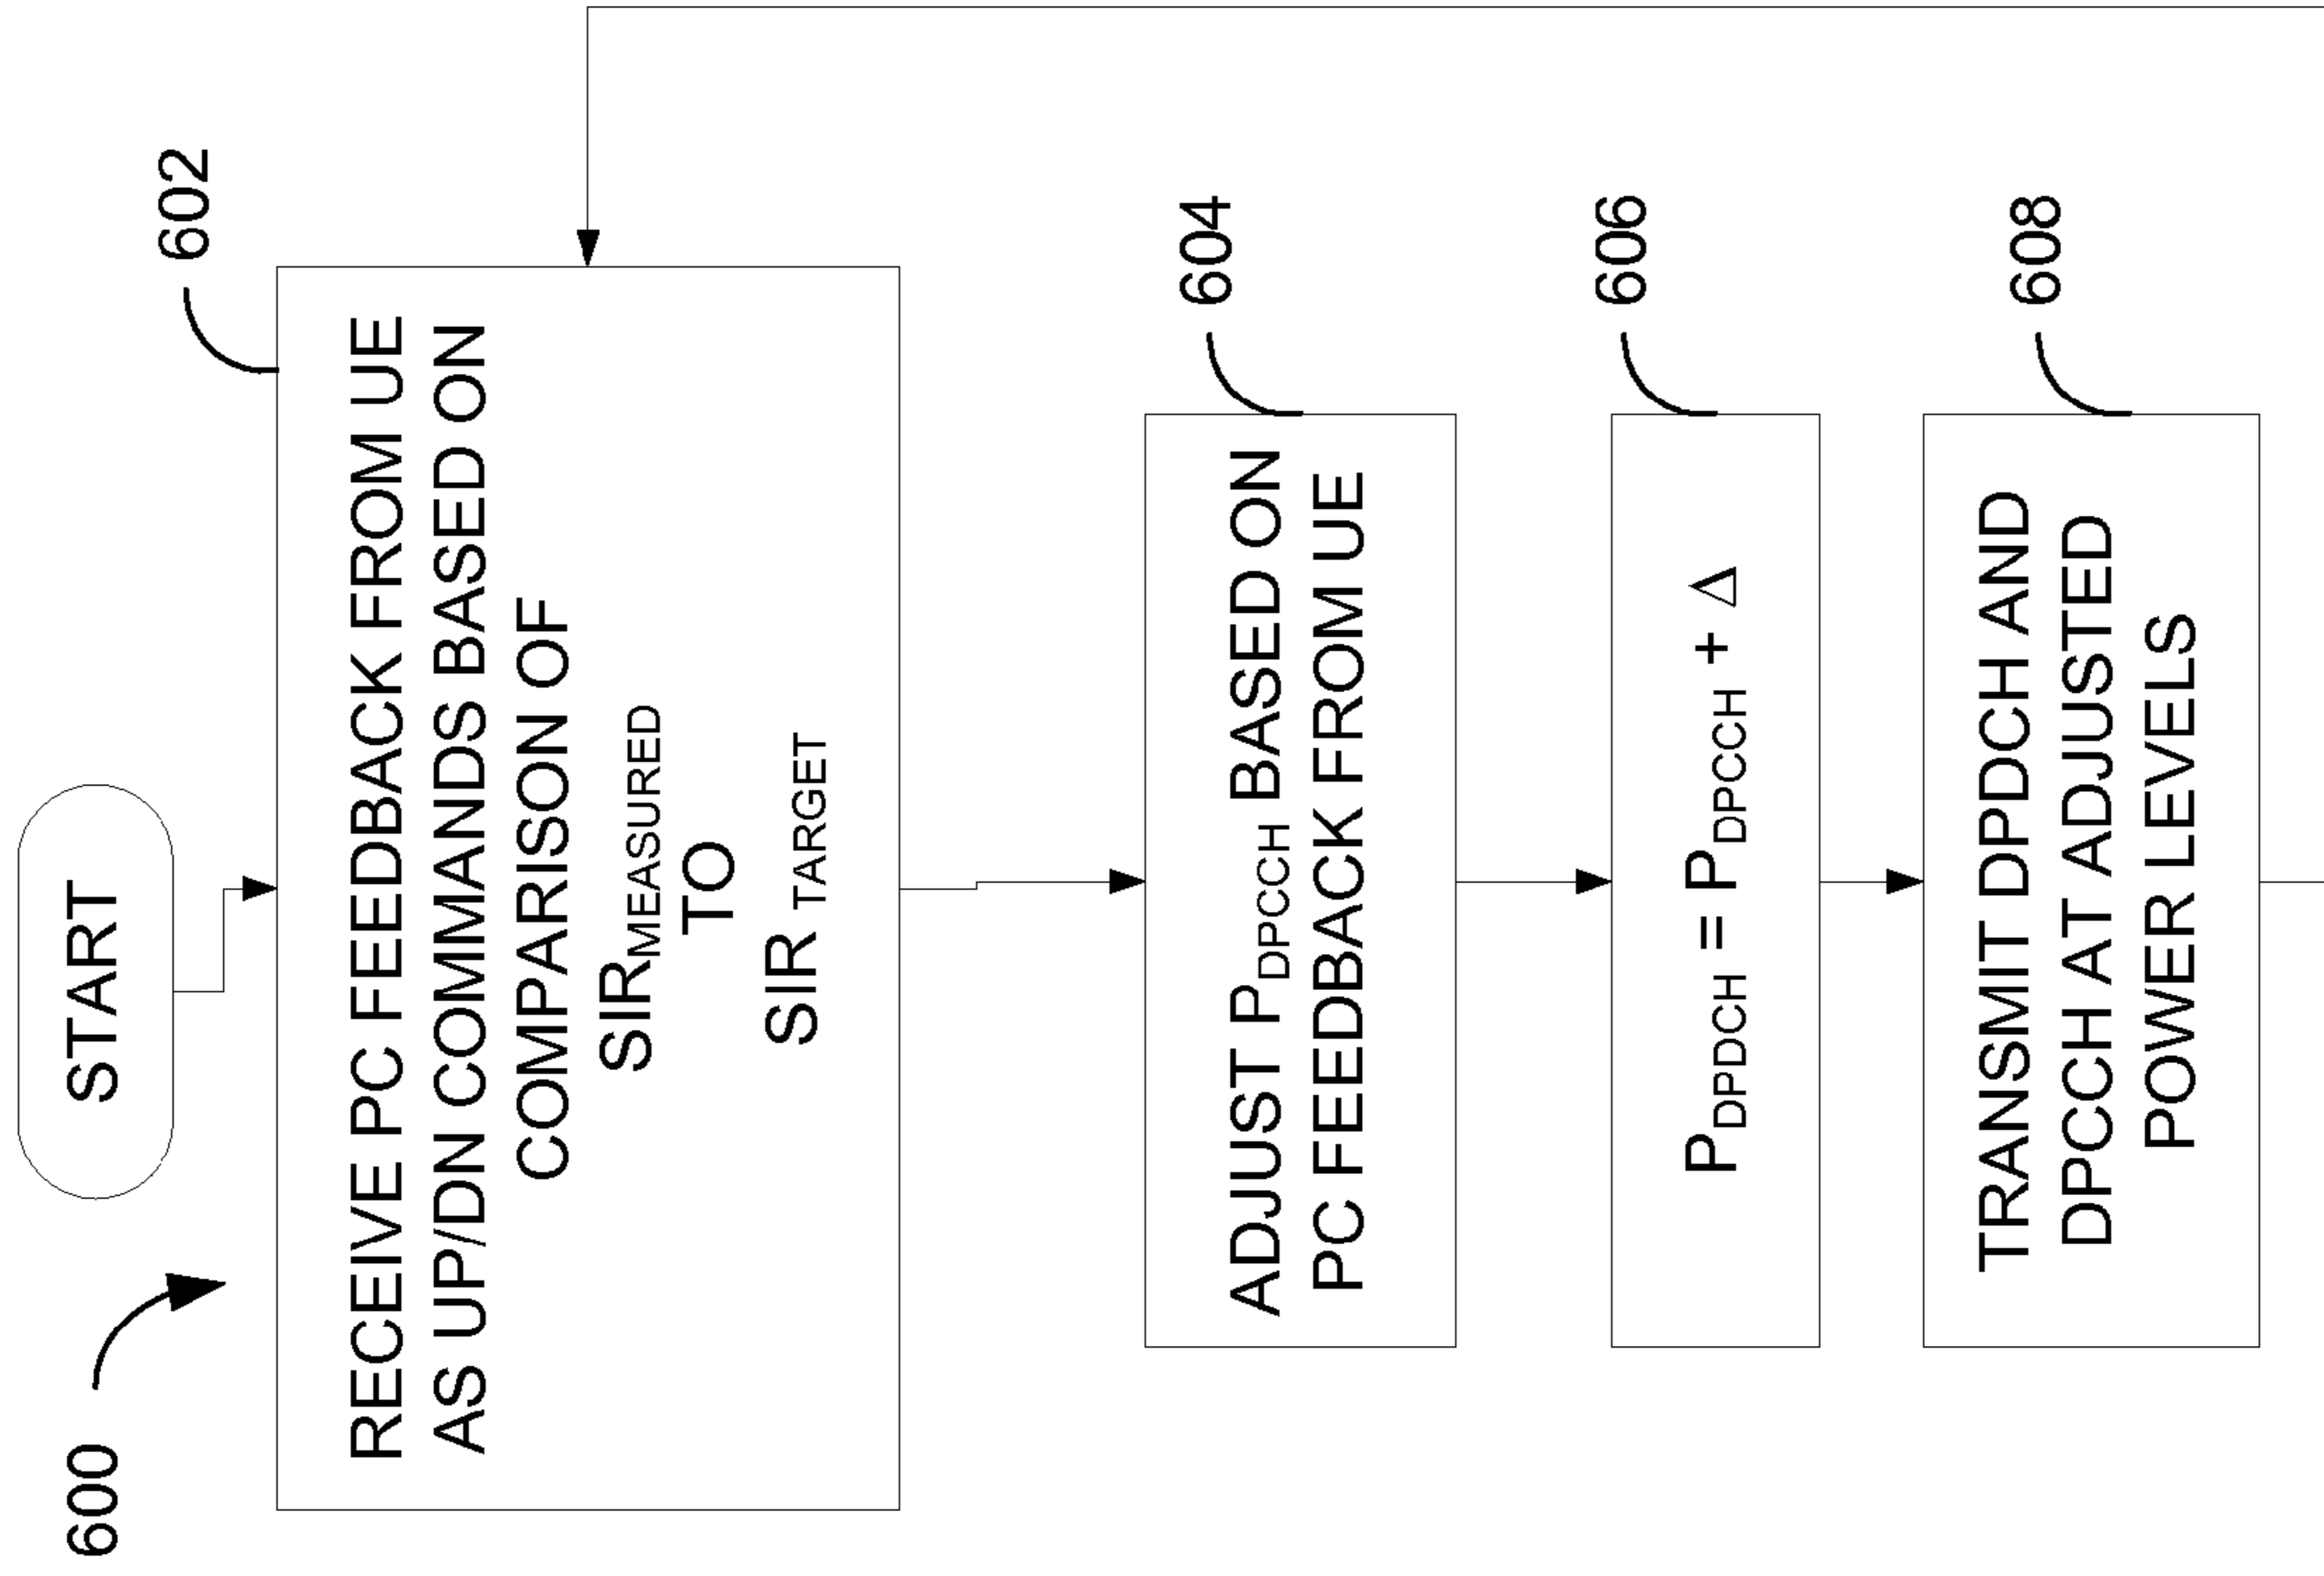 600
START
602
RECEIVE PC FEEDBACK FROM UE
AS UP/DN COMMANDS BASED ON
COMPARISON OF
SIRMEASURED
TO
SIR TARGET
604
ADJUST PDPCCH BASED ON
PC FEEDBACK FROM UE
606
PDPDCH = PDPCCH + Δ
608
TRANSMIT DPDCH AND
DPCCH AT ADJUSTED
POWER LEVELS